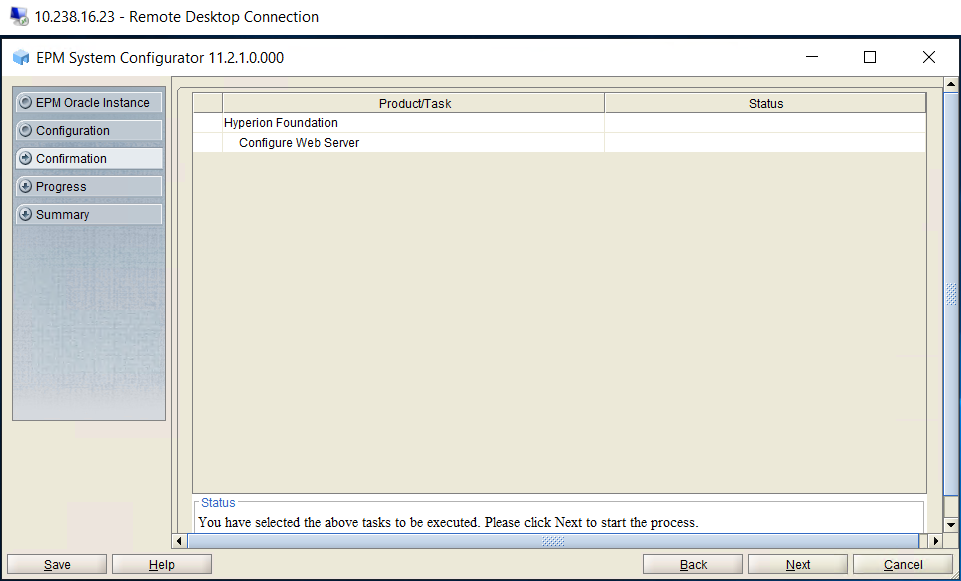 10.238.16.23 - Remote Desktop Connection
EPM System Configurator 11.2.1.0.000
EPM Oracle Instance
Configuration
Confirmation
Progress
Summary
Product/Task Status
Hyperion Foundation
Configure Web Server
Status
You have selected the above tasks to be executed. Please click Next to start the process.
Save Help Back Next Cancel